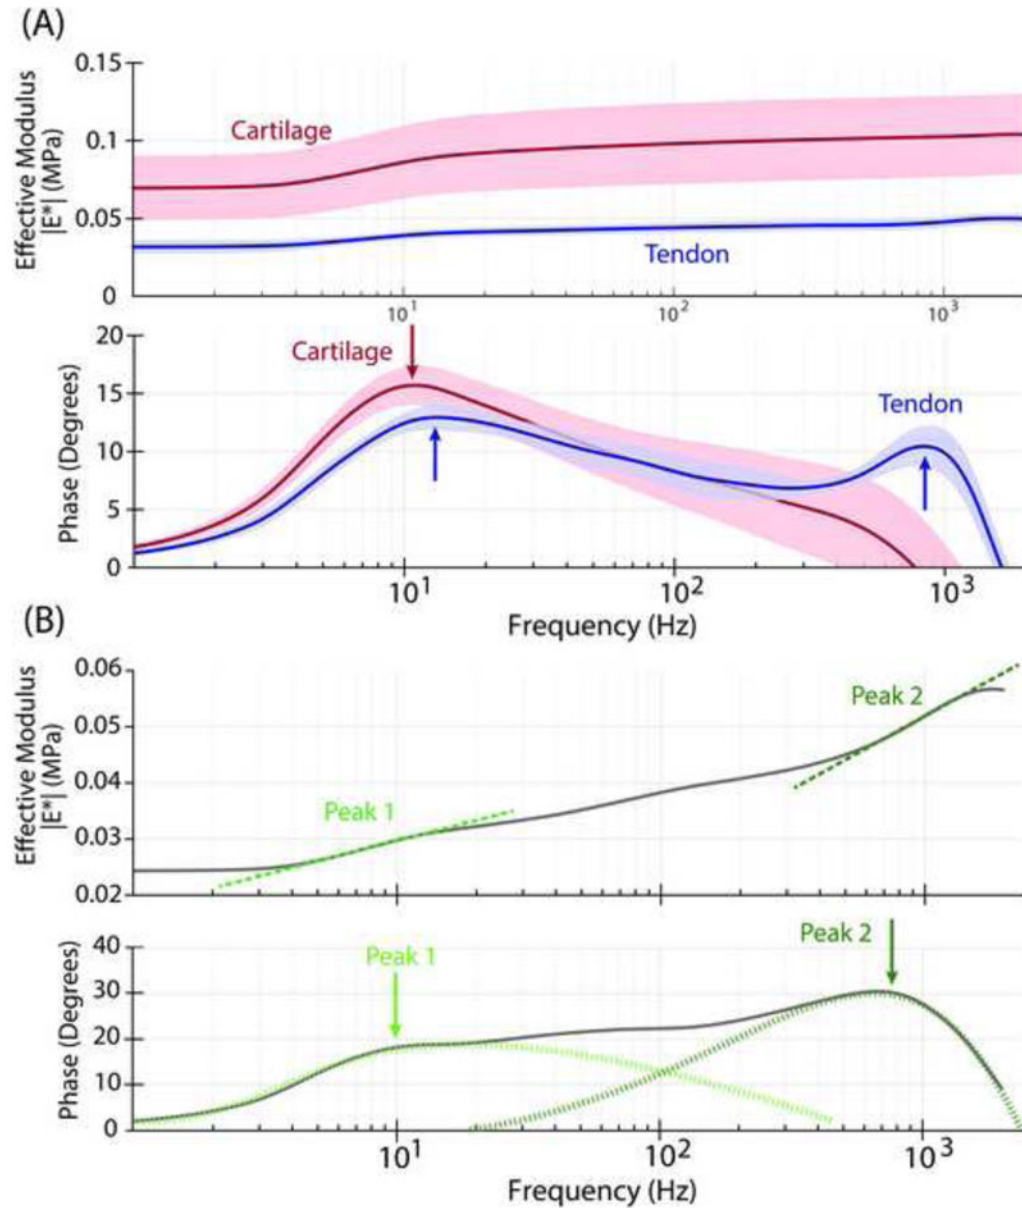 (A)
Effective Modulus
|E*| (MPa)
0.15
0.1
0.05
0
Cartilage
Tendon
10¹
10²
10³
Phase (Degrees)
20
15
10
5
0
Cartilage
Tendon
10¹
10²
10³
Frequency (Hz)
(B)
Effective Modulus
|E*| (MPa)
0.06
0.05
0.04
0.03
0.02
Peak 1
Peak 2
Phase (Degrees)
40
30
20
10
0
Peak 1
Peak 2
10¹
10²
10³
Frequency (Hz)